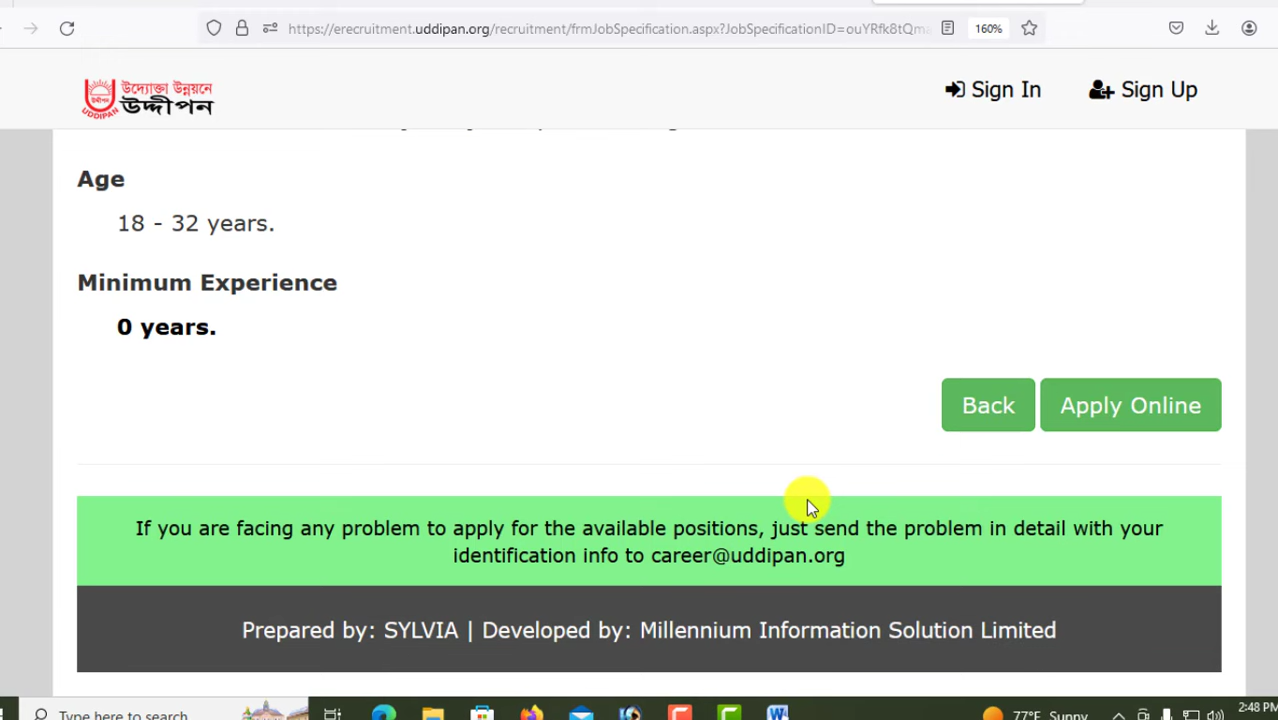 https://erecruitment.uddipan.org/recruitment/frmJobSpecification.aspx?JobSpecificationID=ouYRfk8tQm
160%
উদ্যোক্তা উন্নয়নে
উদ্দীপন
UDDIPAN
Sign In
Sign Up
Age
18 - 32 years.
Minimum Experience
0 years.
Back
Apply Online
If you are facing any problem to apply for the available positions, just send the problem in detail with your
identification info to career@uddipan.org
Prepared by: SYLVIA | Developed by: Millennium Information Solution Limited
Type here to search
77°F Sunny
2:48 PM